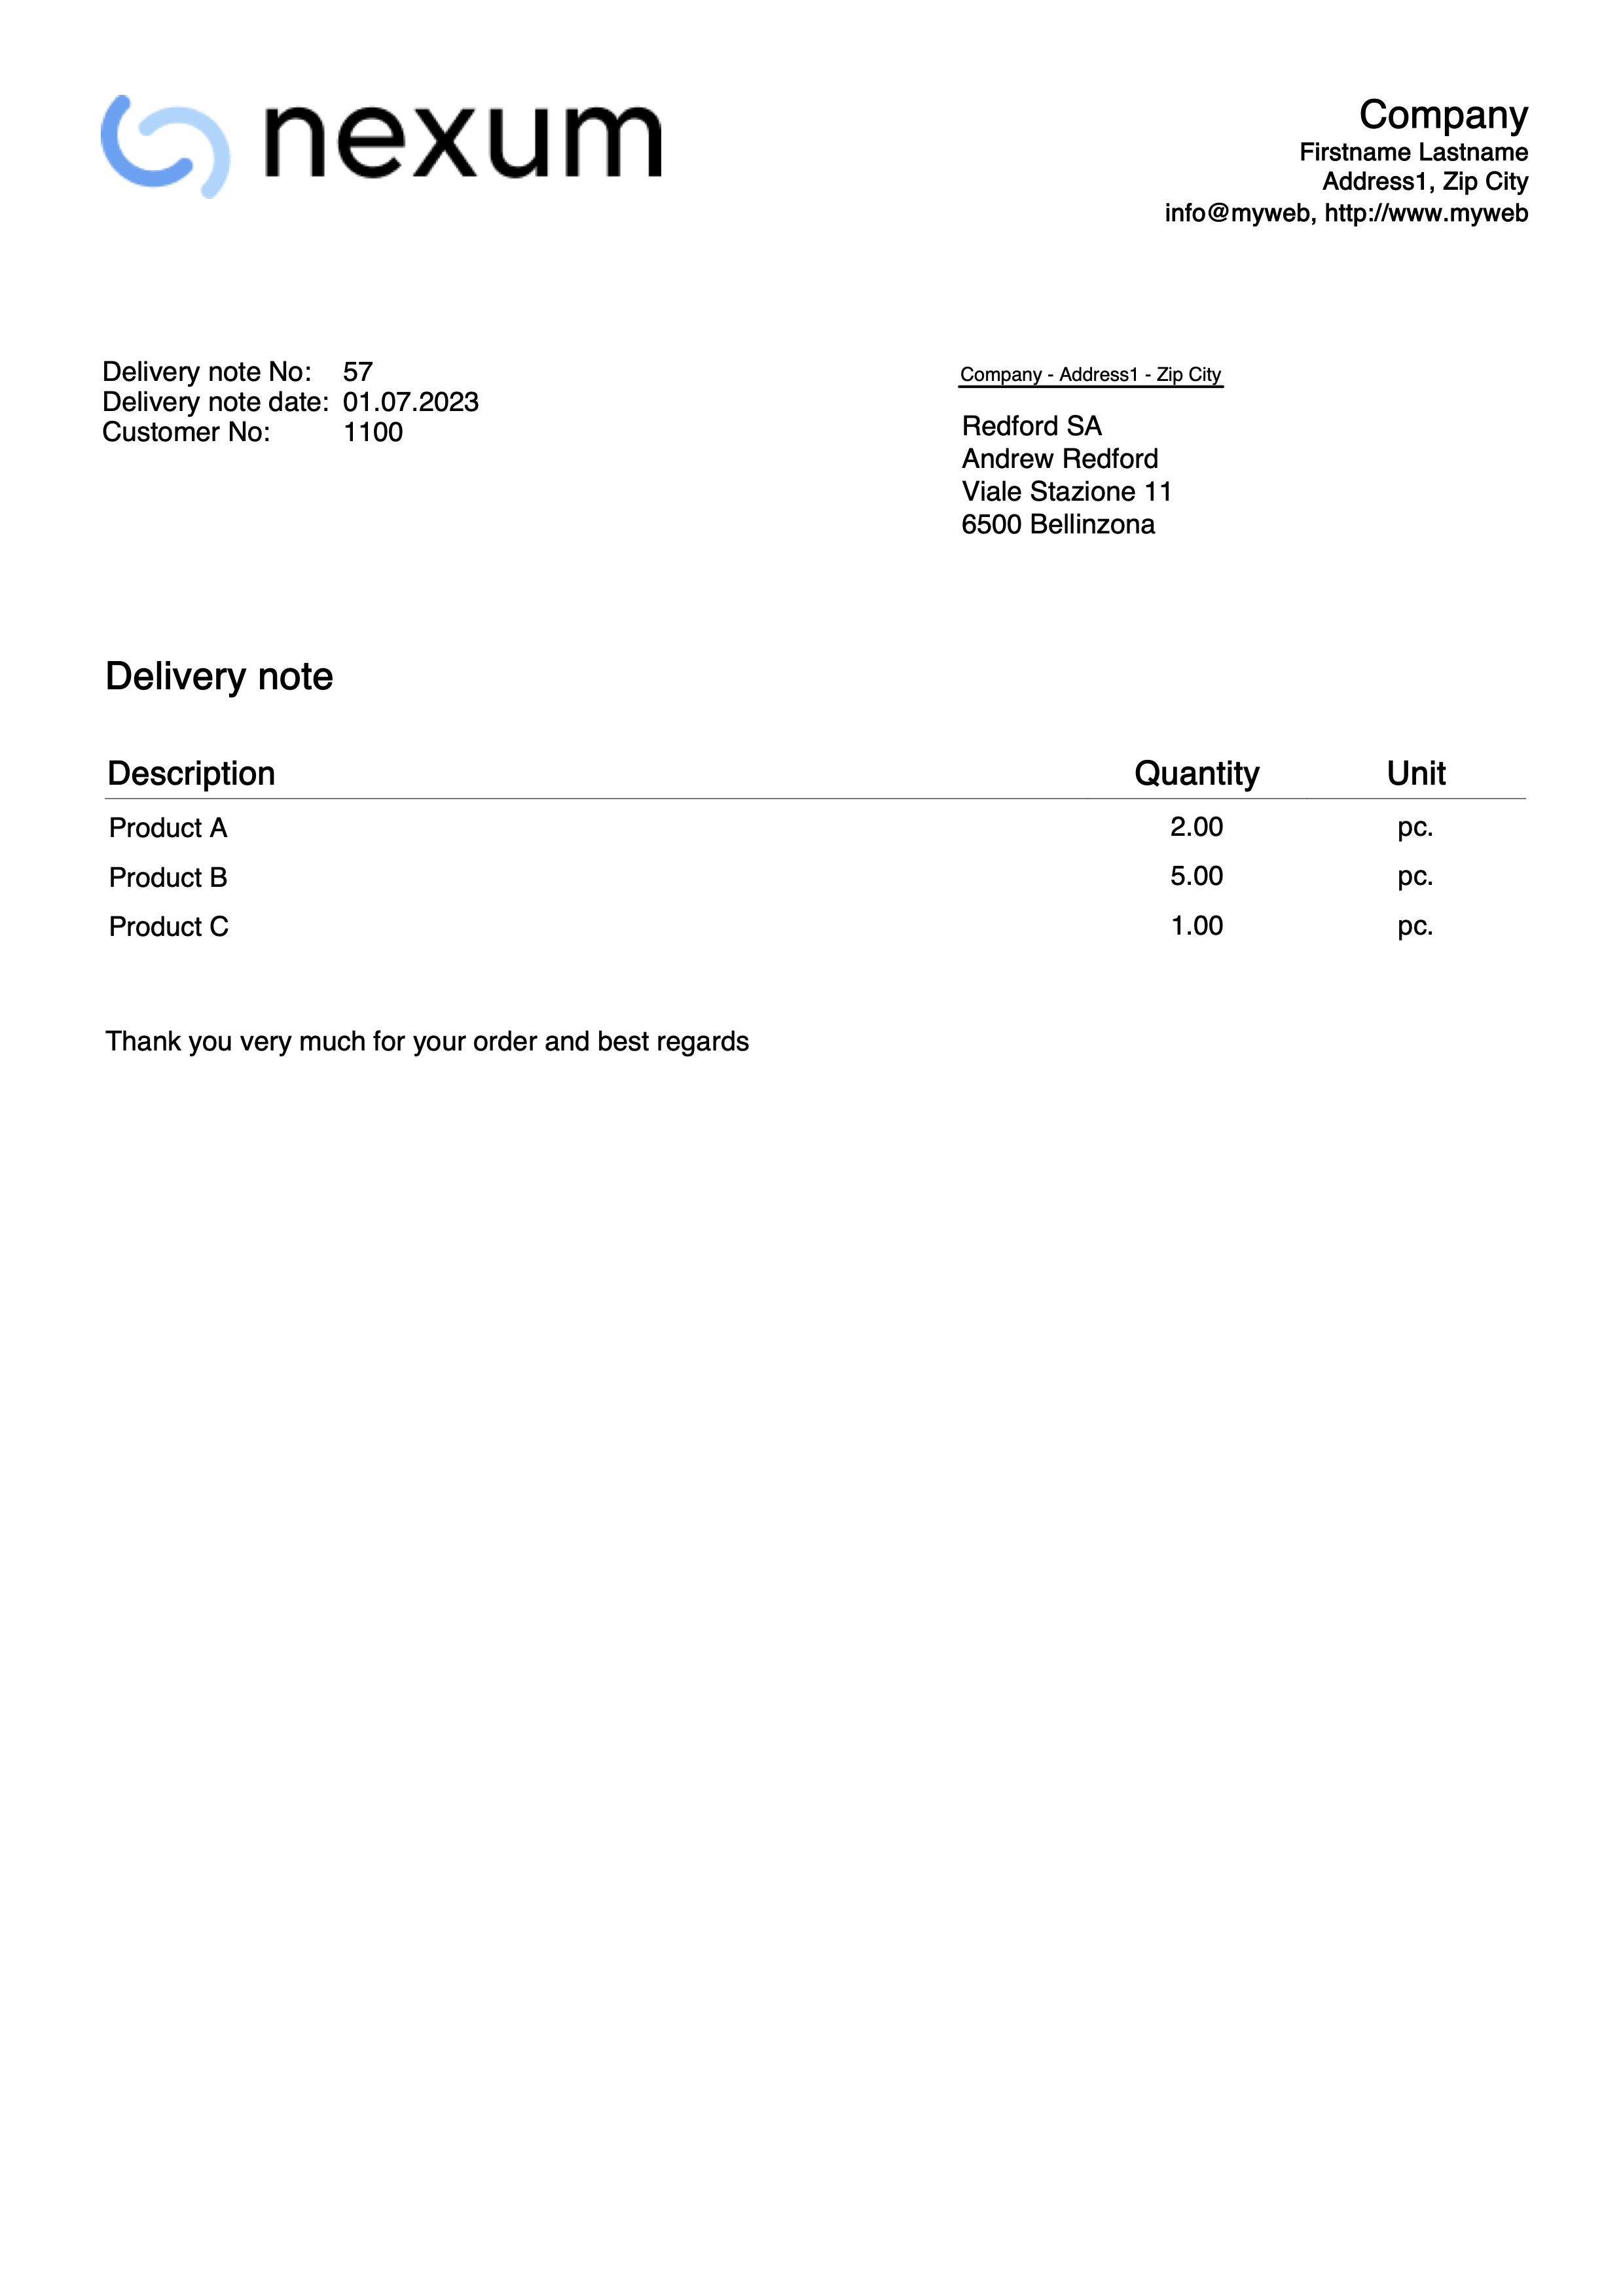 nexum
Company
Firstname Lastname
Address1, Zip City
info@myweb, http://www.myweb
Delivery note No: 57
Delivery note date: 01.07.2023
Customer No: 1100
Company - Address1 - Zip City
Redford SA
Andrew Redford
Viale Stazione 11
6500 Bellinzona
Delivery note
Description Quantity Unit
Product A 2.00 pc.
Product B 5.00 pc.
Product C 1.00 pc.
Thank you very much for your order and best regards